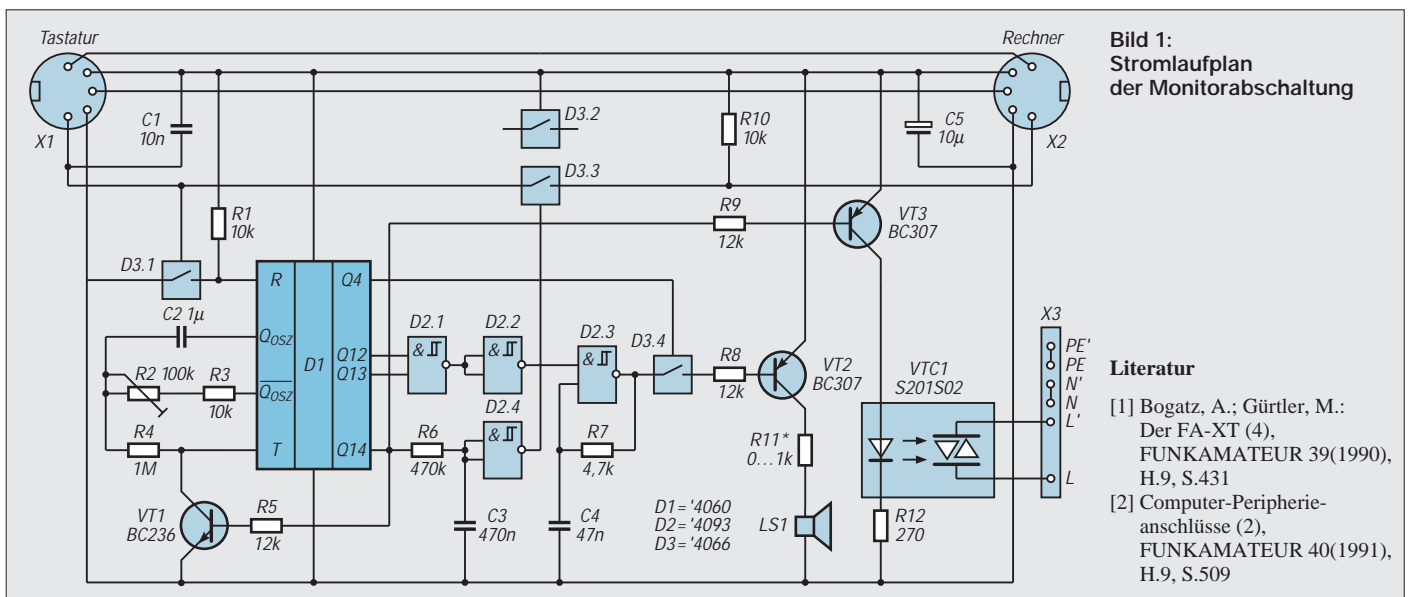 Tastatur
Rechner
Bild 1:
Stromlaufplan
der Monitorabschaltung
X1
C1
10n
D3.2
R10
10k
C5
10µ
X2
D3.3
R1
10k
R9
12k
VT3
BC307
D3.1
R
Q4
C2 1µ
QOSZ
D2.1
D2.2
D2.3
D3.4
&
&
&
R2 100k
R3
10k
QOSZ
D1
Q12
Q13
R8
12k
VT2
BC307
VTC1
S201S02
X3
PE'
PE
N'
N
L'
L
R4
1M
T
Q14
R6
470k
D2.4
&
R7
4,7k
R11*
0...1k
VT1
BC236
R5
12k
C3
470n
C4
47n
D1= '4060
D2= '4093
D3= '4066
LS1
R12
270
Literatur
[1] Bogatz, A.; Gürtler, M.:
Der FA-XT (4),
FUNKAMATEUR 39(1990),
H.9, S.431
[2] Computer-Peripherie-
anschlüsse (2),
FUNKAMATEUR 40(1991),
H.9, S.509